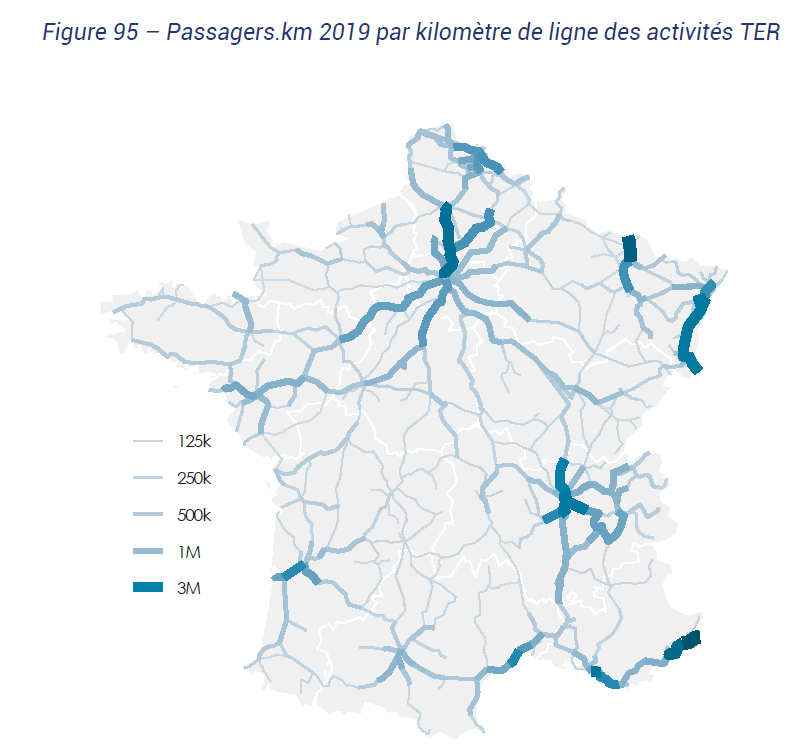 Figure 95 – Passagers.km 2019 par kilomètre de ligne des activités TER
125k
250k
500k
1M
3M